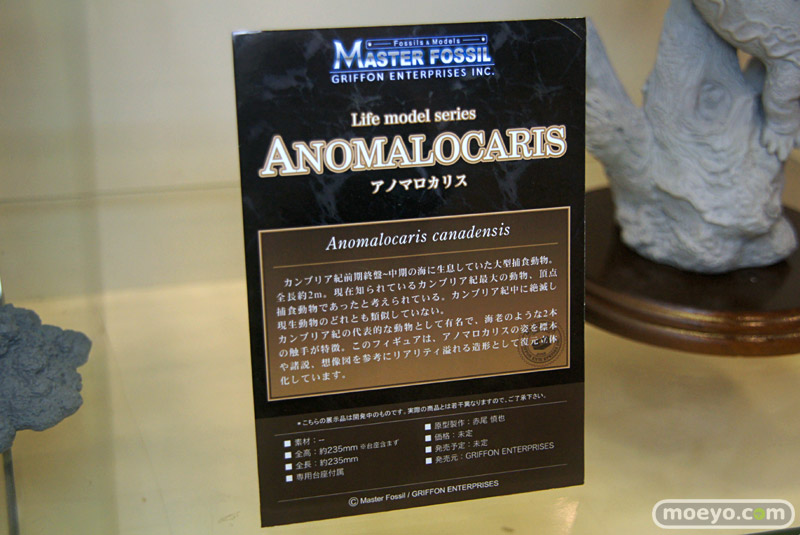 Fossils & Models
MASTER FOSSIL
GRIFFON ENTERPRISES INC.
Life model series
ANOMALOCARIS
アノマロカリス
Anomalocaris canadensis
カンブリア紀前期終盤~中期の海に生息していた大型捕食動物。
全長約2m。現在知られているカンブリア紀最大の動物、頂点
捕食動物であったと考えられている。カンブリア紀中に絶滅し
現生動物のどれとも類似していない。
カンブリア紀の代表的な動物として有名で、海老のような2本
の触手が特徴。このフィギュアは、アノマロカリスの姿を標本
や諸説、想像図を参考にリアリティ溢れる造形として復元立体
化しています。
*こちらの展示品は開発中のものです。実際の商品とは若干異なりますので、ご了承下さい。
■ 素材：ー
■ 全高：約235mm ※台座含まず
■ 全長：約235mm
■ 専用台座付属
■ 原型製作：赤尾 慎也
■ 価格：未定
■ 発売予定：未定
■ 発売元：GRIFFON ENTERPRISES
© Master Fossil / GRIFFON ENTERPRISES
moeyo.com